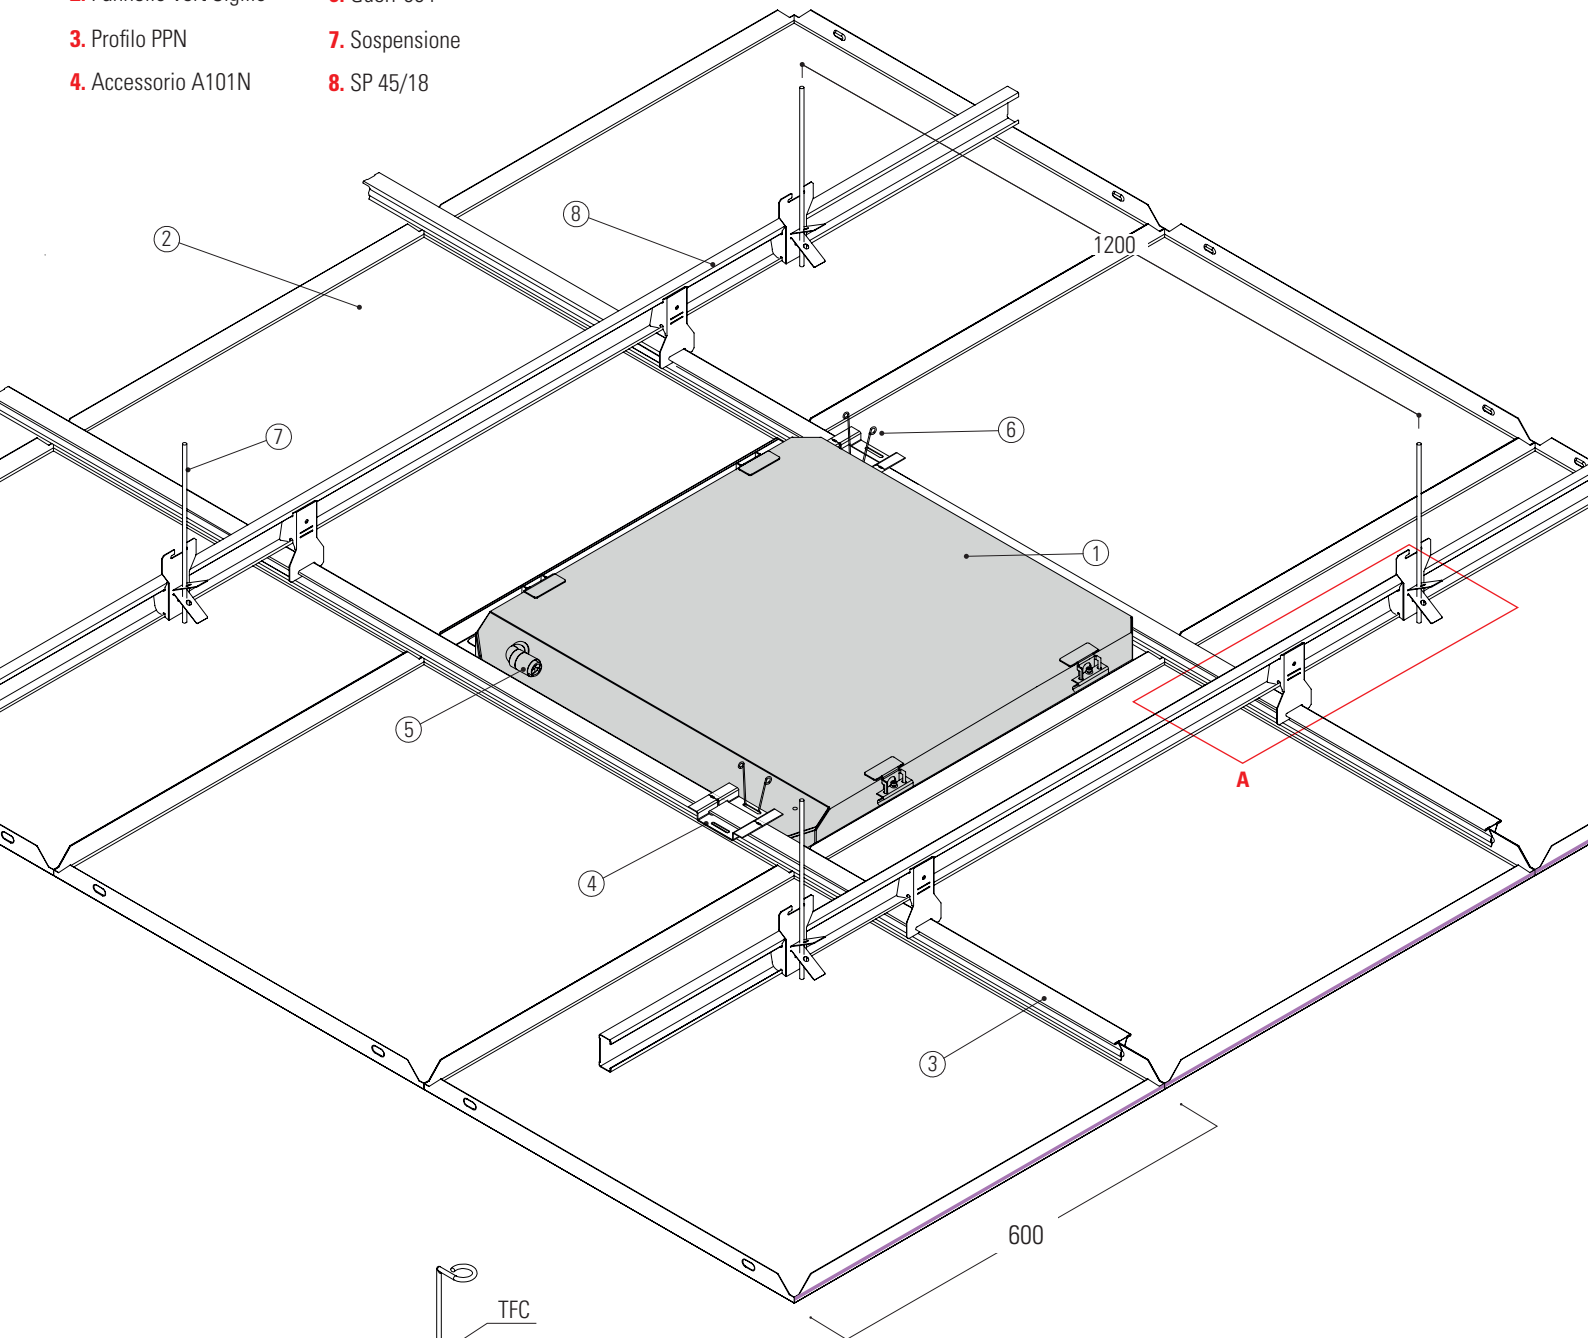 3. Profilo PPN
7. Sospensione
4. Accessorio A101N
8. SP 45/18
8
1200
2
7
6
1
5
A
4
3
600
TFC